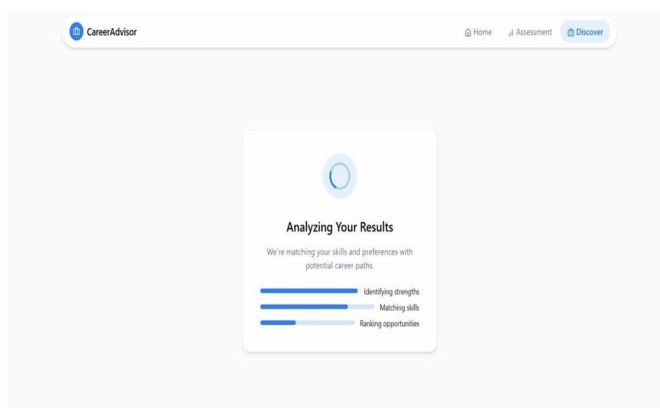 CareerAdvisor
Home
Assessment
Discover
Analyzing Your Results
We're matching your skills and preferences with
potential career paths.
Identifying strengths
Matching skills
Ranking opportunities